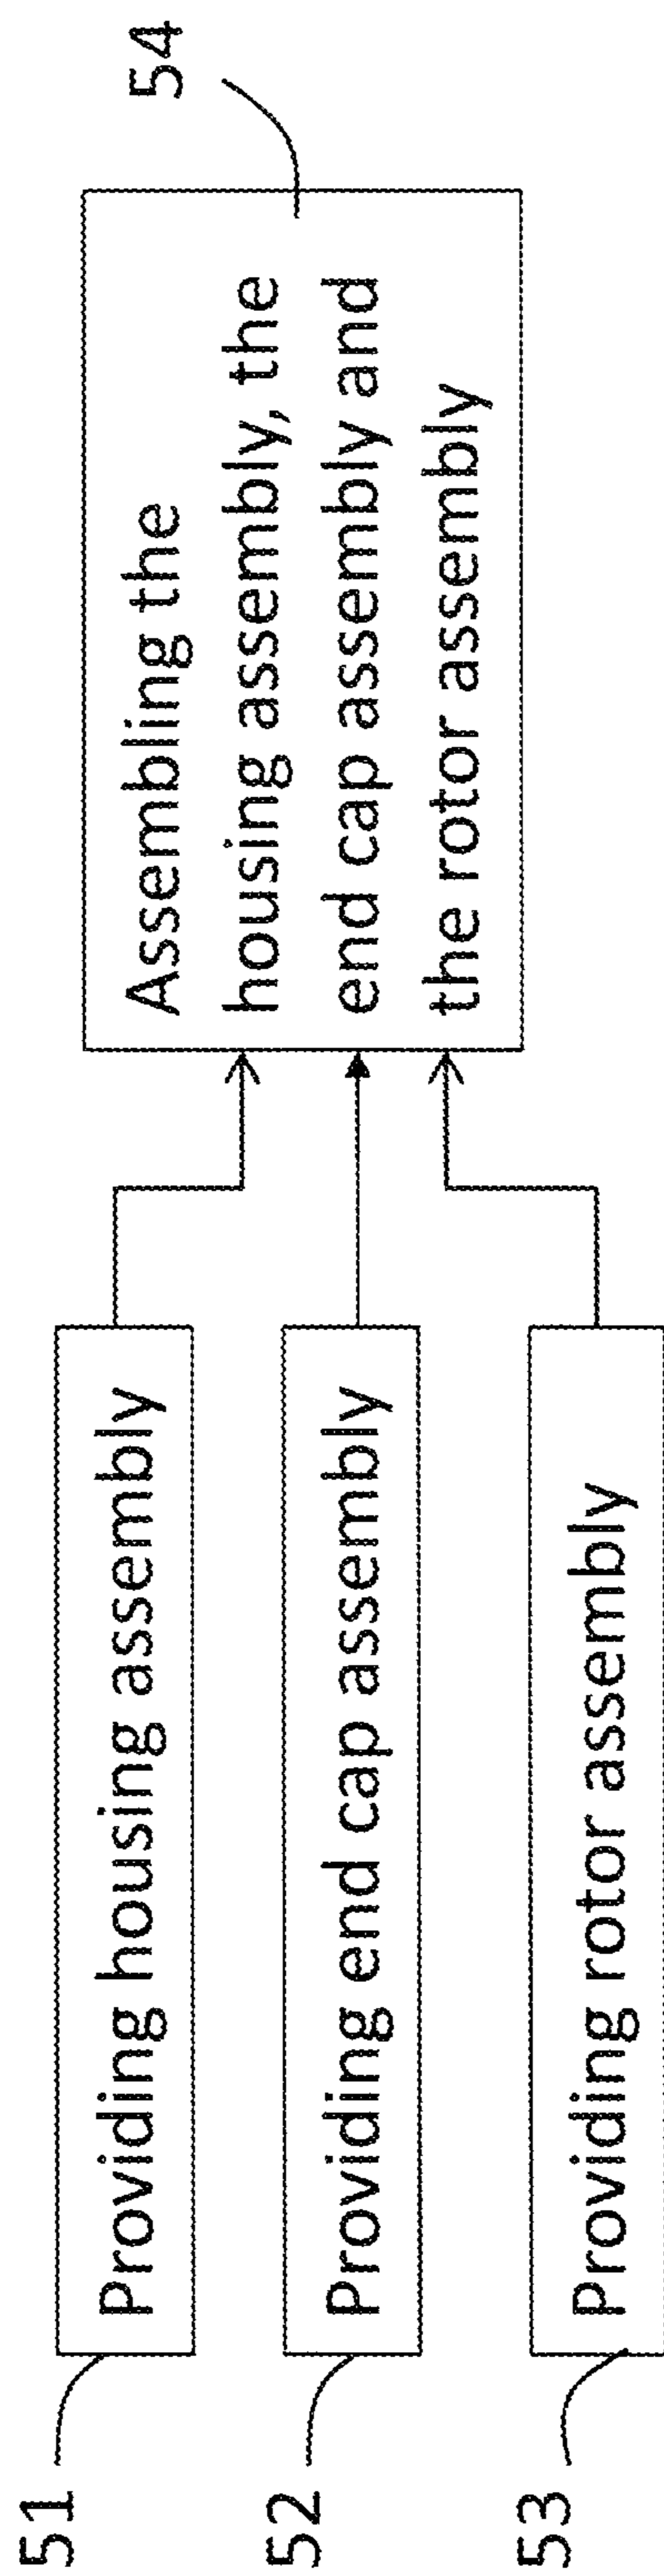 51
Providing housing assembly
52
Providing end cap assembly
53
Providing rotor assembly
54
Assembling the
housing assembly, the
end cap assembly and
the rotor assembly